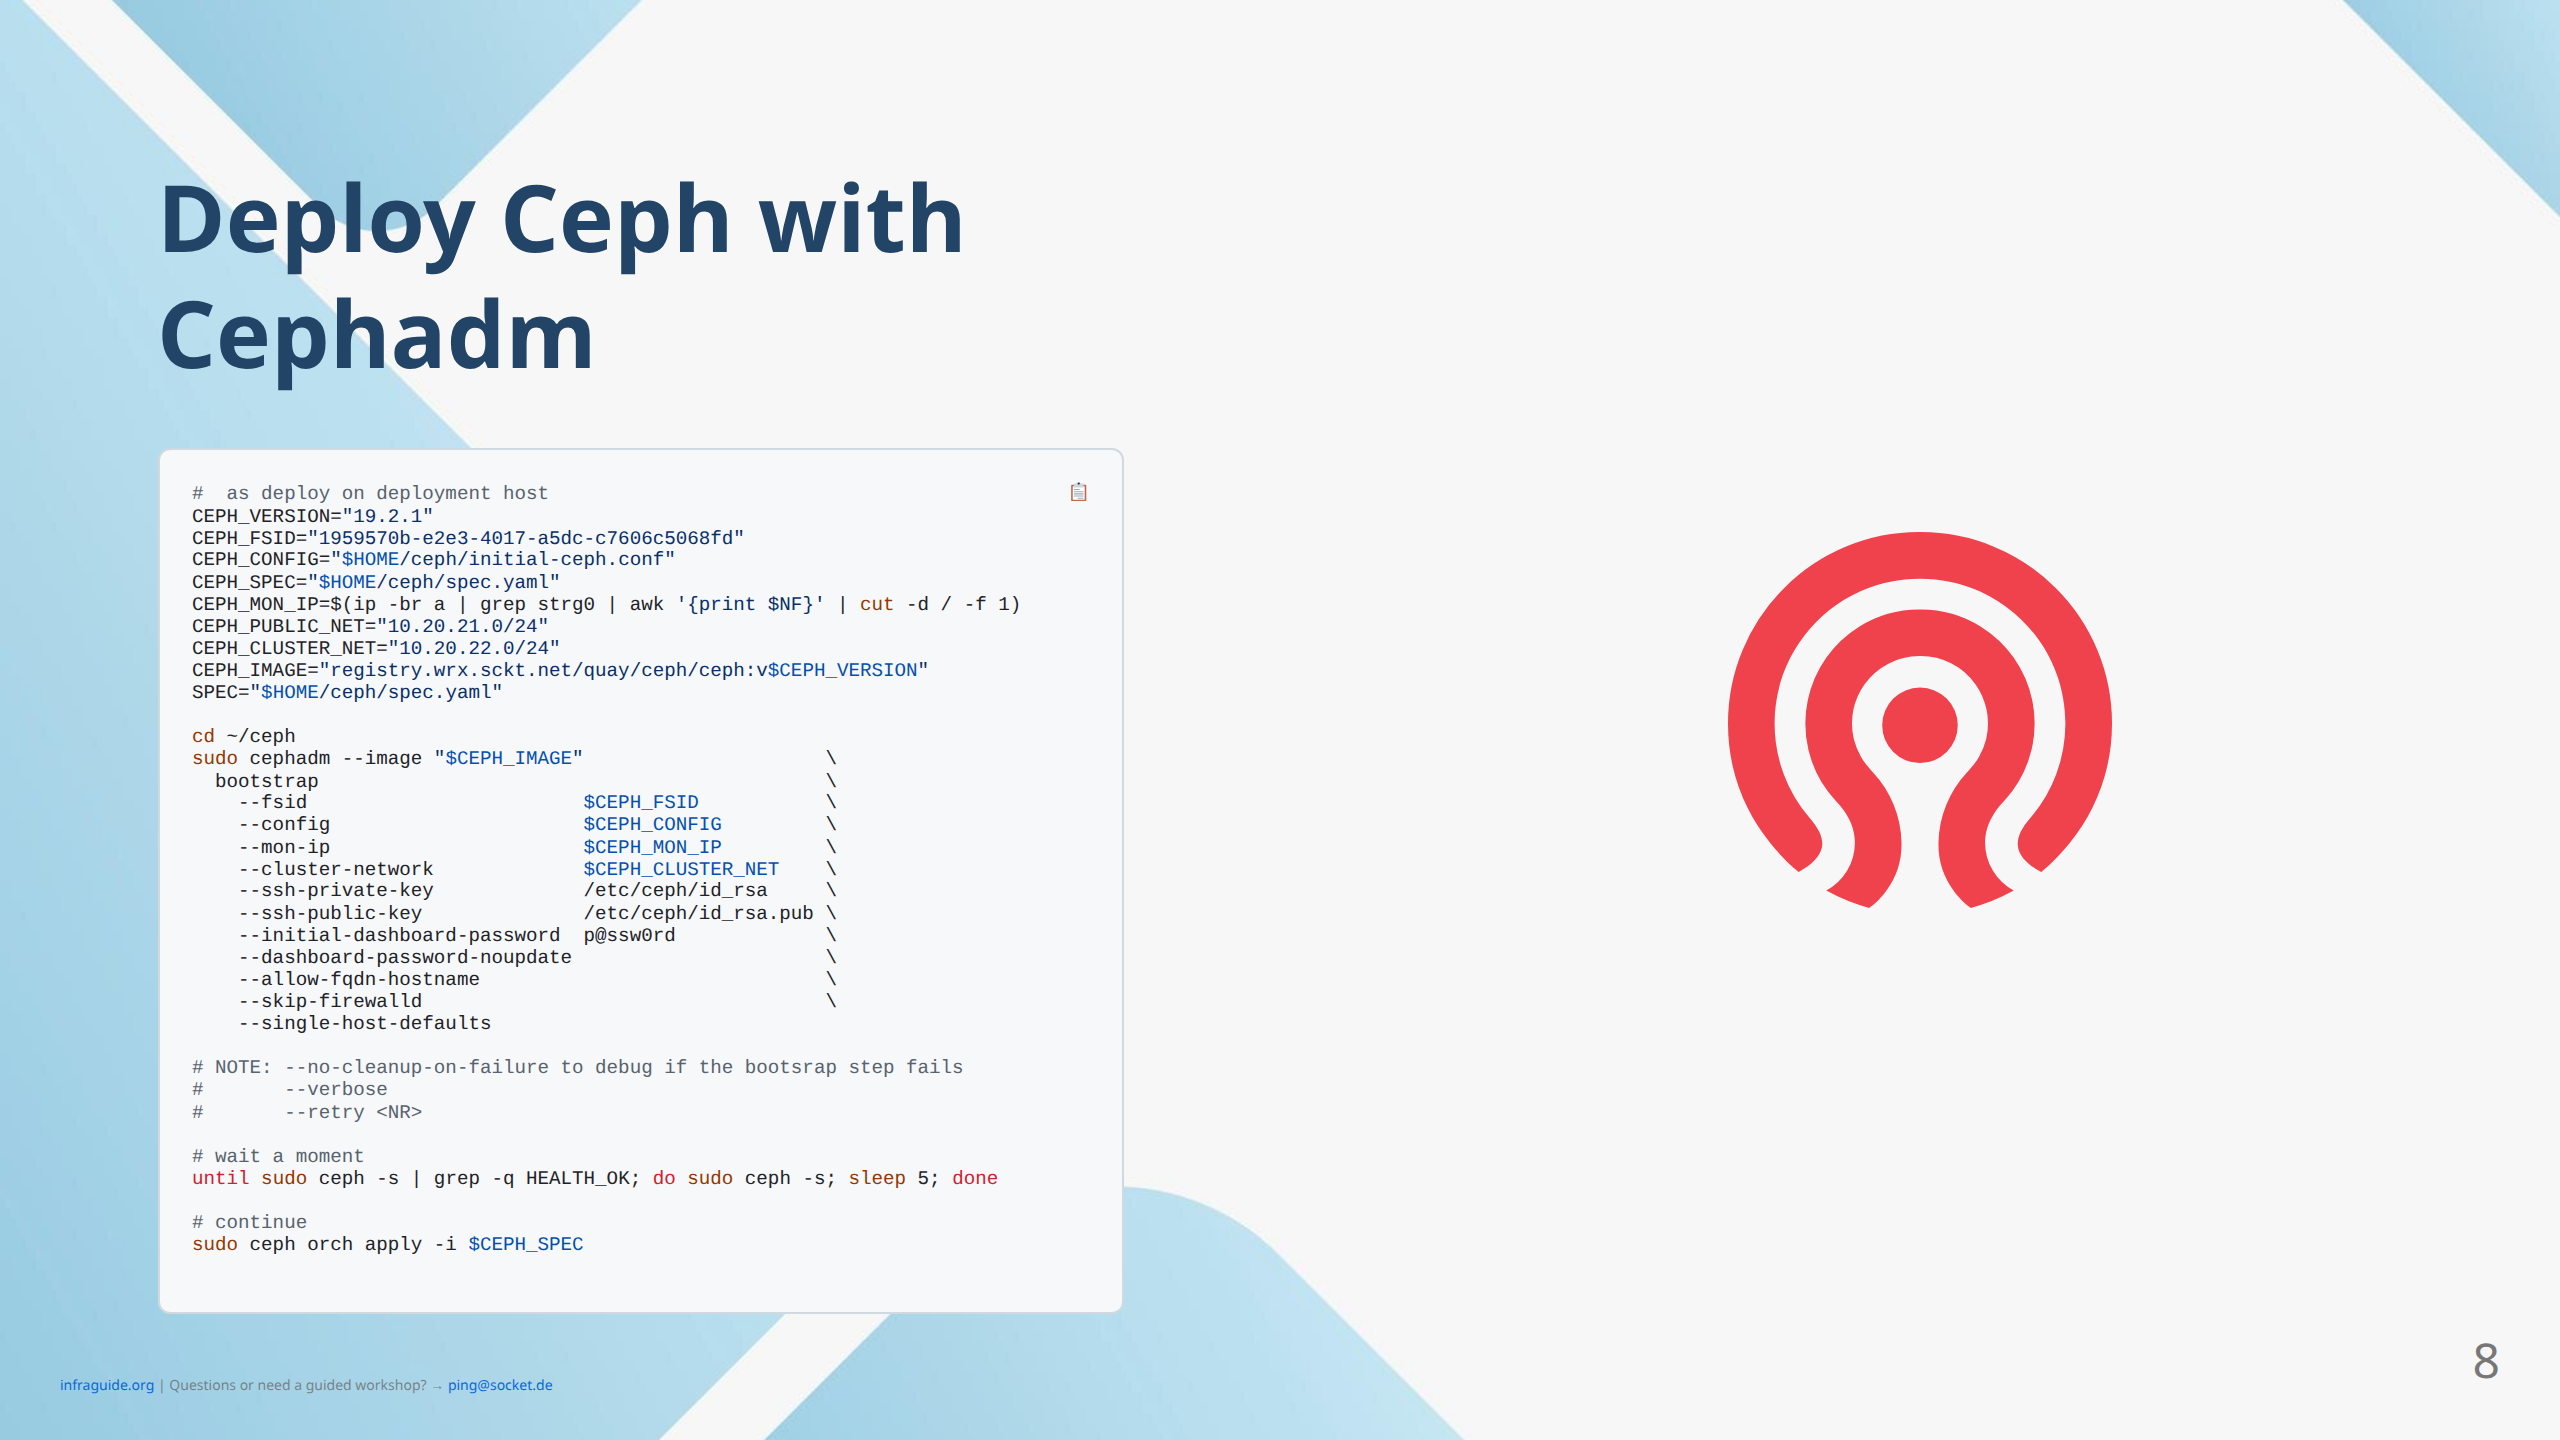 Deploy Ceph with
Cephadm
#  as deploy on deployment host
CEPH_VERSION="19.2.1"
CEPH_FSID="1959570b-e2e3-4017-a5dc-c7606c5068fd"
CEPH_CONFIG="$HOME/ceph/initial-ceph.conf"
CEPH_SPEC="$HOME/ceph/spec.yaml"
CEPH_MON_IP=$(ip -br a | grep strg0 | awk '{print $NF}' | cut -d / -f 1)
CEPH_PUBLIC_NET="10.20.21.0/24"
CEPH_CLUSTER_NET="10.20.22.0/24"
CEPH_IMAGE="registry.wrx.sckt.net/quay/ceph/ceph:v$CEPH_VERSION"
SPEC="$HOME/ceph/spec.yaml"
cd ~/ceph
sudo cephadm --image "$CEPH_IMAGE"                     \
  bootstrap                                            \
    --fsid                        $CEPH_FSID           \
    --config                      $CEPH_CONFIG         \
    --mon-ip                      $CEPH_MON_IP         \
    --cluster-network             $CEPH_CLUSTER_NET    \
    --ssh-private-key             /etc/ceph/id_rsa     \
    --ssh-public-key              /etc/ceph/id_rsa.pub \
    --initial-dashboard-password  p@ssw0rd             \
    --dashboard-password-noupdate                      \
    --allow-fqdn-hostname                              \
    --skip-firewalld                                   \
    --single-host-defaults
# NOTE: --no-cleanup-on-failure to debug if the bootsrap step fails
#       --verbose
#       --retry <NR>
# wait a moment
until sudo ceph -s | grep -q HEALTH_OK; do sudo ceph -s; sleep 5; done
# continue
sudo ceph orch apply -i $CEPH_SPEC
infraguide.org | Questions or need a guided workshop? → ping@socket.de
8